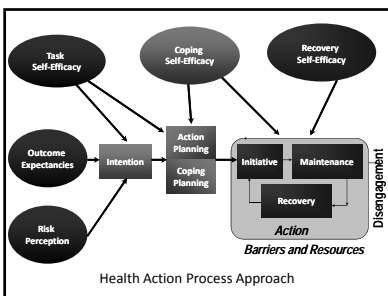 Task
Self-Efficacy
Coping
Self-Efficacy
Recovery
Self-Efficacy
Outcome
Expectancies
Intention
Action
Planning
Coping
Planning
Initiative
Maintenance
Recovery
Disengagement
Risk
Perception
Action
Barriers and Resources
Health Action Process Approach